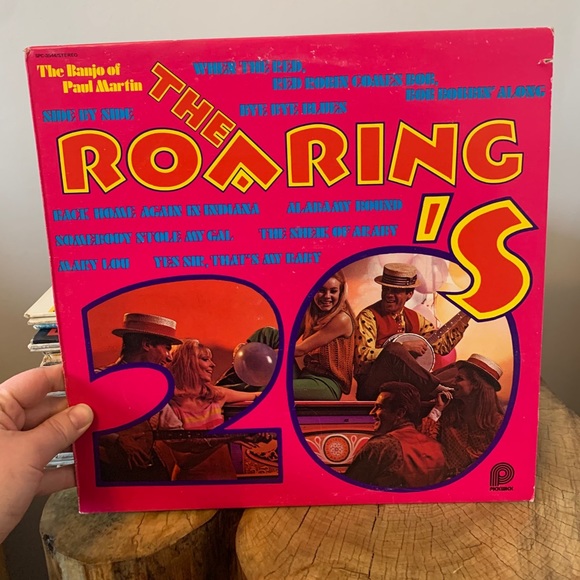 The Banjo of
Paul Martin
WHEN THE RED,
RED ROBIN COMES BOB,
BOB BOBBIN' ALONG
SIDE BY SIDE
BYE BYE BLUES
THE
ROARING
'20'S
BACK HOME AGAIN IN INDIANA
ALABAMY BOUND
SOMEBODY STOLE MY GAL
THE SHEIK OF ARABY
MARY LOU
YES SIR, THAT'S MY BABY
PICKWICK